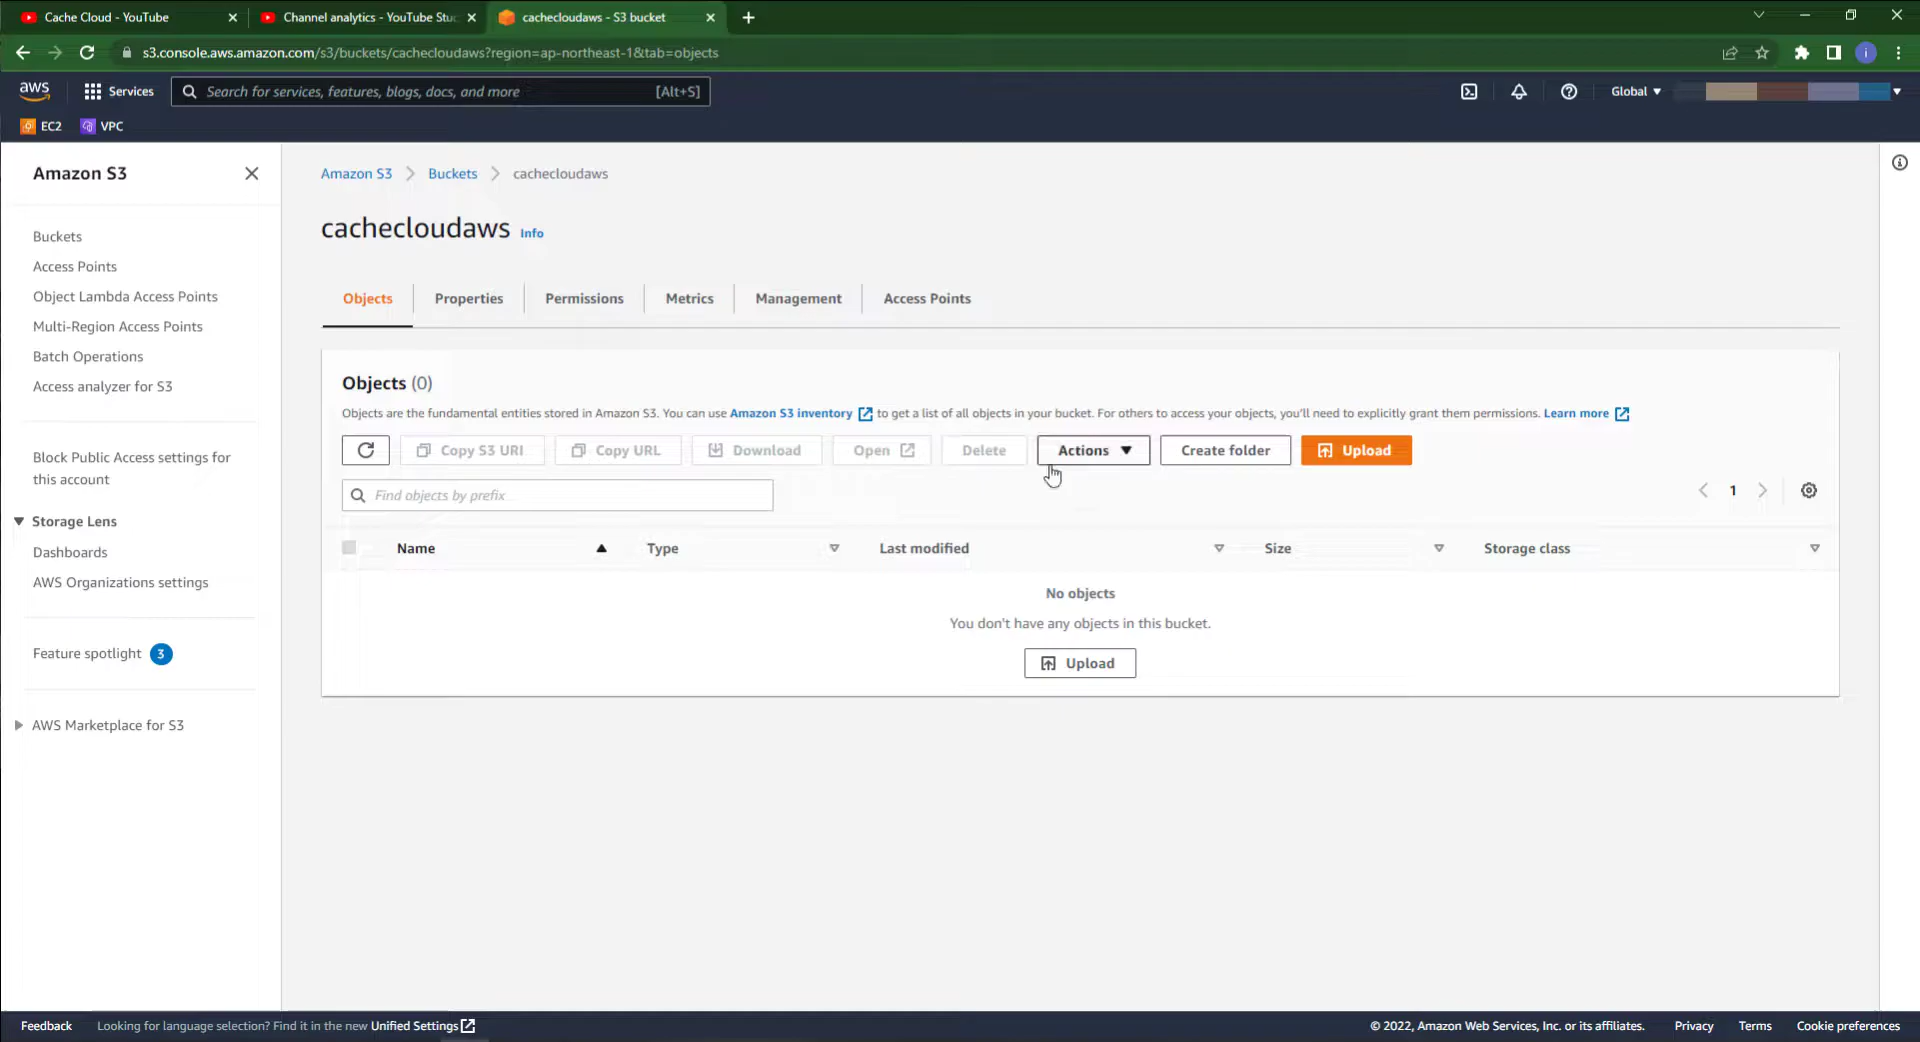 Cache Cloud - YouTube
Channel analytics - YouTube Stu
cachecloudaws - S3 bucket
s3.console.aws.amazon.com/s3/buckets/cachecloudaws?region=ap-northeast-1&tab=objects
i
aws
Services
Search for services, features, blogs, docs, and more
[Alt+S]
Global
EC2
VPC
Amazon S3
Buckets
Access Points
Object Lambda Access Points
Multi-Region Access Points
Batch Operations
Access analyzer for S3
Block Public Access settings for
this account
Storage Lens
Dashboards
AWS Organizations settings
Feature spotlight 3
AWS Marketplace for S3
Amazon S3 Buckets cachecloudaws
cachecloudaws Info
Objects Properties Permissions Metrics Management Access Points
Objects (0)
Objects are the fundamental entities stored in Amazon S3. You can use Amazon S3 inventory to get a list of all objects in your bucket. For others to access your objects, you'll need to explicitly grant them permissions. Learn more
Copy S3 URI Copy URL Download Open Delete Actions Create folder Upload
Find objects by prefix
1
Name Type Last modified Size Storage class
No objects
You don't have any objects in this bucket.
Upload
Feedback Looking for language selection? Find it in the new Unified Settings
© 2022, Amazon Web Services, Inc. or its affiliates. Privacy Terms Cookie preferences